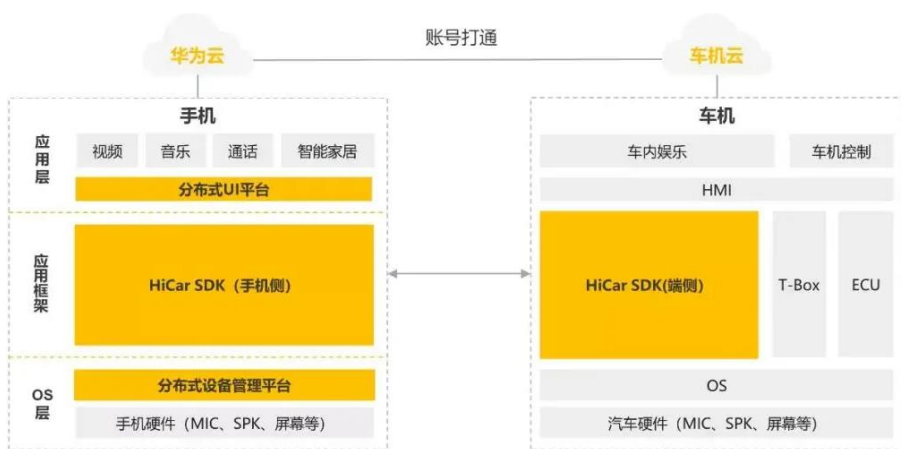 华为云
账号打通
车机云
手机
应用层
视频
音乐
通话
智能家居
分布式UI平台
应用框架
HiCar SDK（手机侧）
OS层
分布式设备管理平台
手机硬件（MIC、SPK、屏幕等）
车机
车内娱乐
车机控制
HMI
HiCar SDK(端侧)
T-Box
ECU
OS
汽车硬件（MIC、SPK、屏幕等）